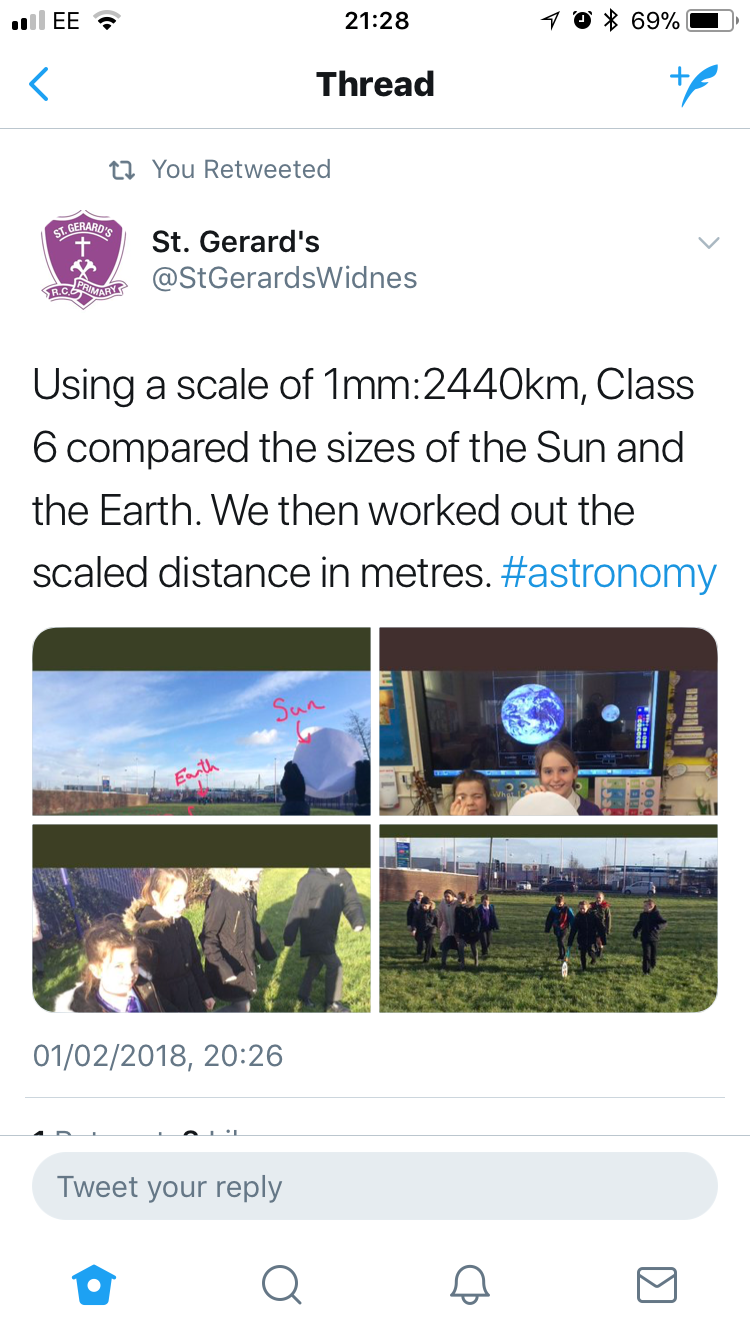 EE 21:28 69%
Thread
You Retweeted
ST. GERARD'S
R.C. PRIMARY
St. Gerard's
@StGerardsWidnes
Using a scale of 1mm:2440km, Class
6 compared the sizes of the Sun and
the Earth. We then worked out the
scaled distance in metres. #astronomy
Sun
Earth
01/02/2018, 20:26
Tweet your reply